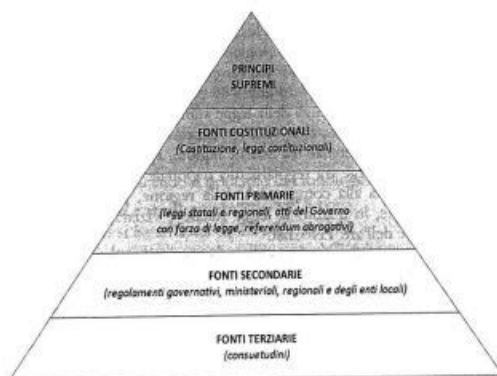 PRINCIPI
SUPREMI
FONTI COSTITUZIONALI
(Costituzione, leggi costituzionali)
FONTI PRIMARIE
(leggi statali e regionali, atti del Governo
con forza di legge, referendum abrogativi)
FONTI SECONDARIE
(regolamenti governativi, ministeriali, regionali e degli enti locali)
FONTI TERZIARIE
(consuetudini)